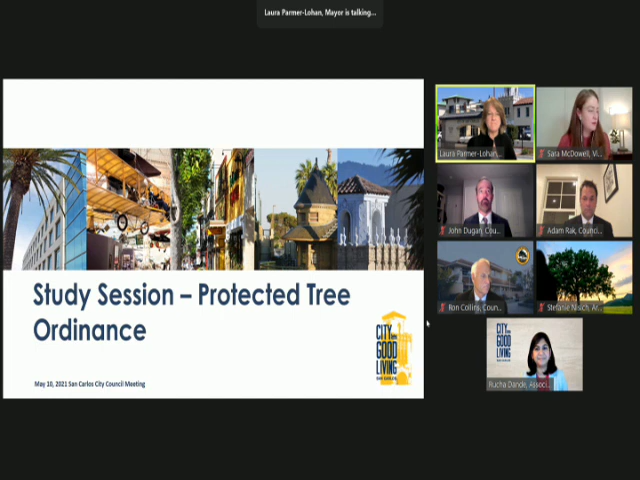 Laura Parmer-Lohan, Mayor is talking...
Laura Parmer-Lohan,...
Sara McDowell, Vi...
John Dugan, Cou...
Adam Rak, Counci...
Ron Collins, Coun...
Stefanie Nisich, Ar...
CITY
GOOD
LIVING
Rucha Dande, Associ...
Study Session – Protected Tree
Ordinance
CITY OF
GOOD
LIVING
SAN CARLOS
May 10, 2021 San Carlos City Council Meeting